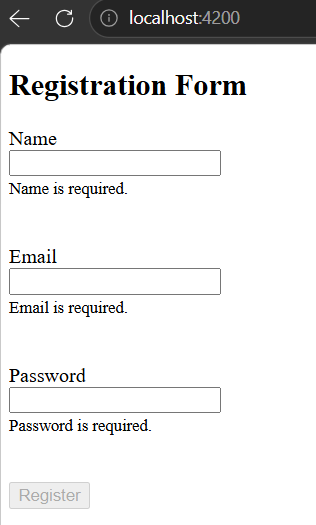 localhost:4200
Registration Form
Name
Name is required.
Email
Email is required.
Password
Password is required.
Register